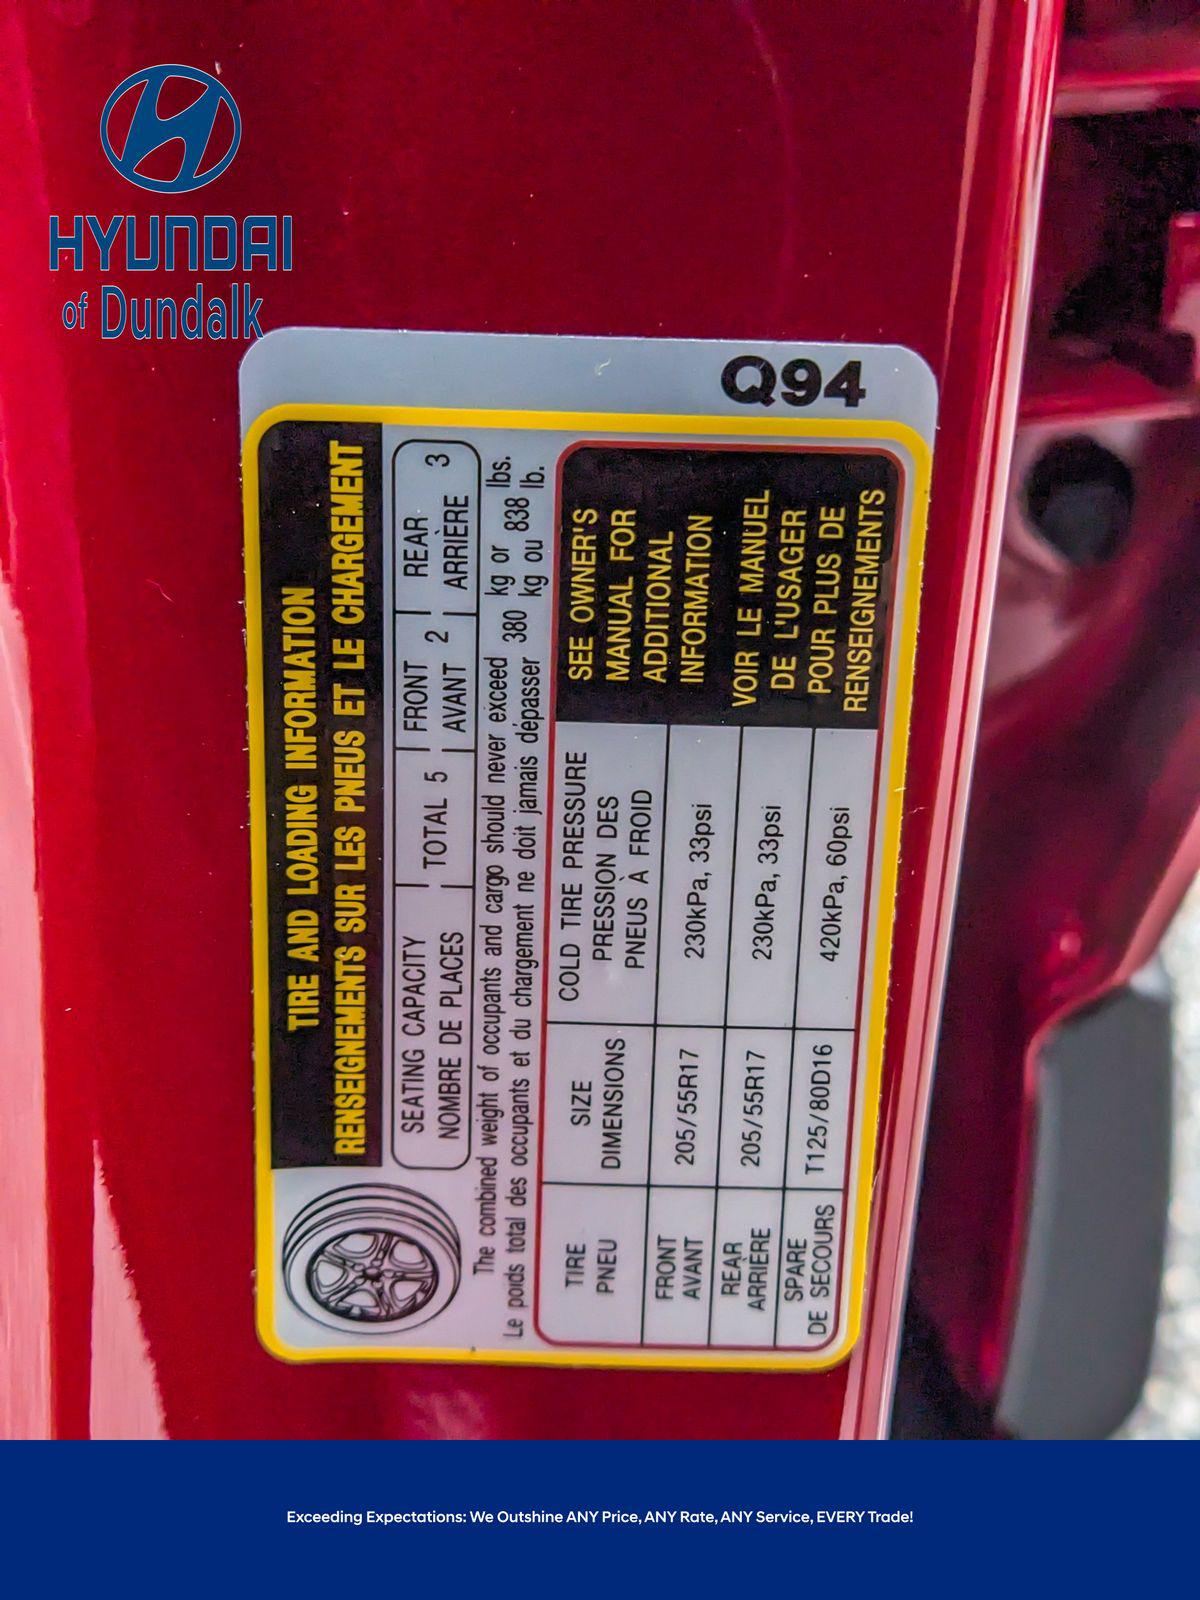 HYUNDAI
of Dundalk
Q94
TIRE AND LOADING INFORMATION
RENSEIGNEMENTS SUR LES PNEUS ET LE CHARGEMENT
SEATING CAPACITY
NOMBRE DE PLACES
TOTAL 5
FRONT
AVANT 2
REAR
ARRIÈRE 3
The combined weight of occupants and cargo should never exceed 380 kg or 838 lbs.
Le poids total des occupants et du chargement ne doit jamais dépasser kg ou lb.
TIRE
PNEU
SIZE
DIMENSIONS
COLD TIRE PRESSURE
PRESSION DES
PNEUS À FROID
FRONT
AVANT
205/55R17
230kPa, 33psi
REAR
ARRIÈRE
205/55R17
230kPa, 33psi
SPARE
DE SECOURS
T125/80D16
420kPa, 60psi
SEE OWNER'S
MANUAL FOR
ADDITIONAL
INFORMATION
VOIR LE MANUEL
DE L'USAGER
POUR PLUS DE
RENSEIGNEMENTS
Exceeding Expectations: We Outshine ANY Price, ANY Rate, ANY Service, EVERY Trade!